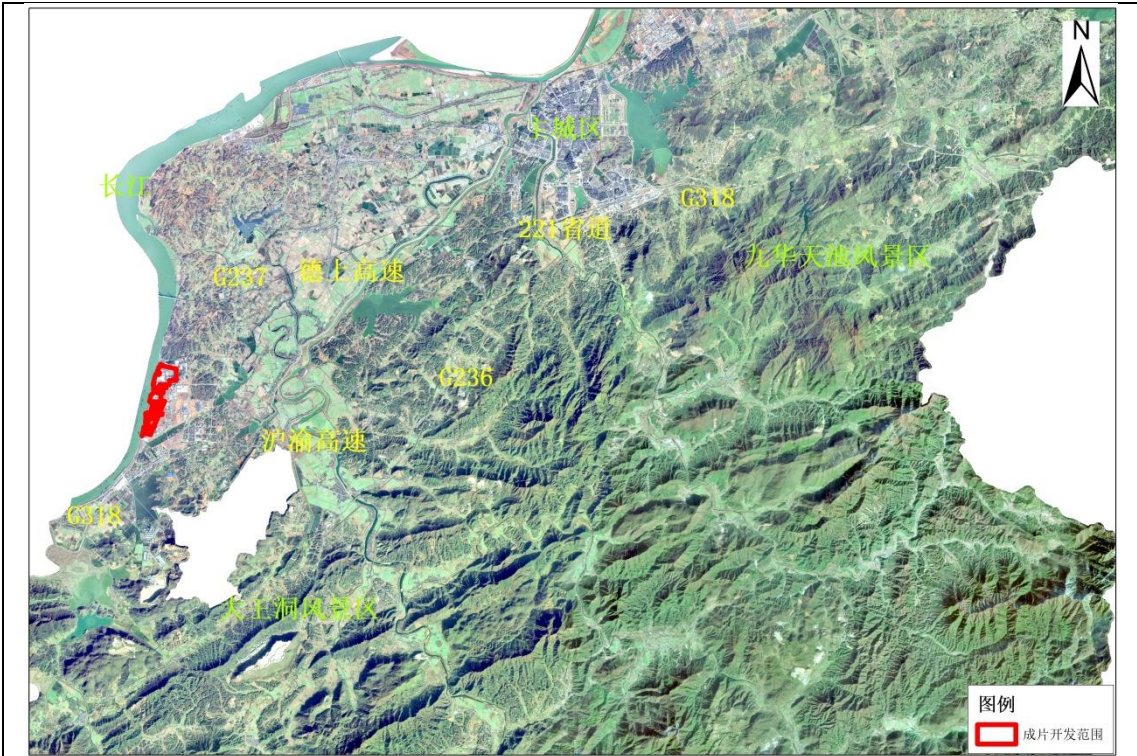 N
主城区
长江
G318
221省道
九华天池风景区
G237
德上高速
G236
沪渝高速
G318
大王洞风景区
图例
成片开发范围